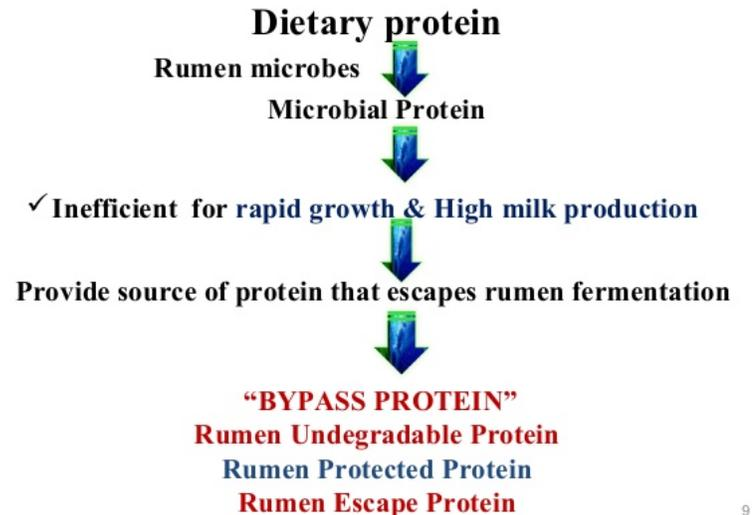 Dietary protein
Rumen microbes
Microbial Protein
✓Inefficient for rapid growth & High milk production
Provide source of protein that escapes rumen fermentation
“BYPASS PROTEIN”
Rumen Undegradable Protein
Rumen Protected Protein
Rumen Escape Protein
9